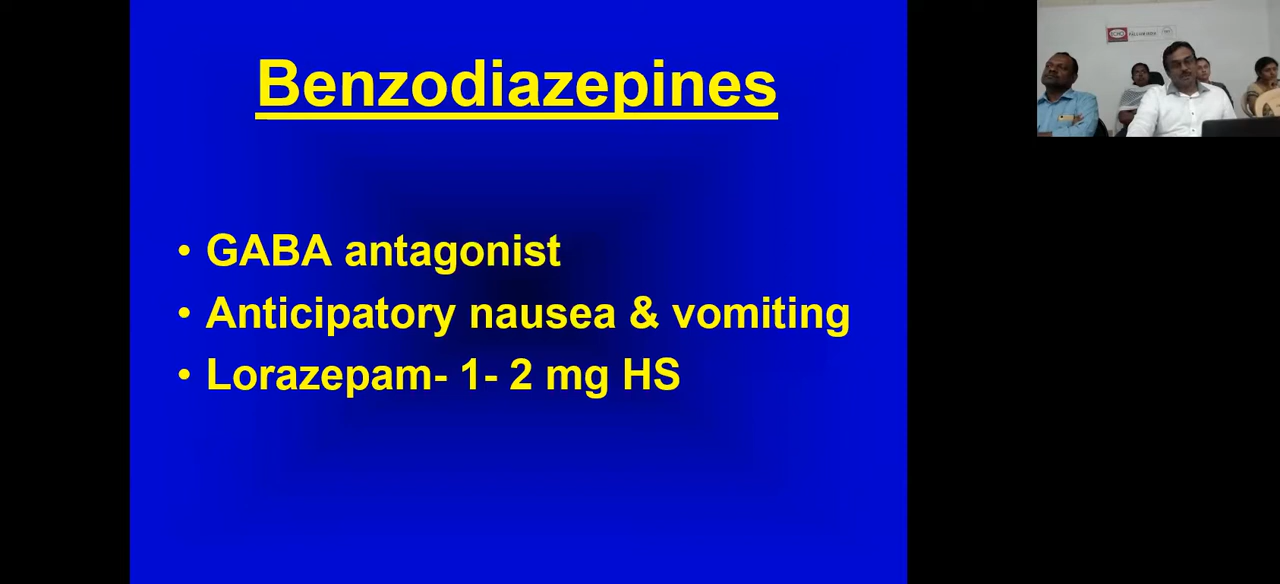 Benzodiazepines
• GABA antagonist
• Anticipatory nausea & vomiting
• Lorazepam- 1- 2 mg HS